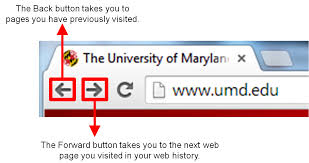 The Back button takes you to
pages you have previously visited.
The University of Marylan
www.umd.edu
The Forward button takes you to the next web
page you visited in your web history.